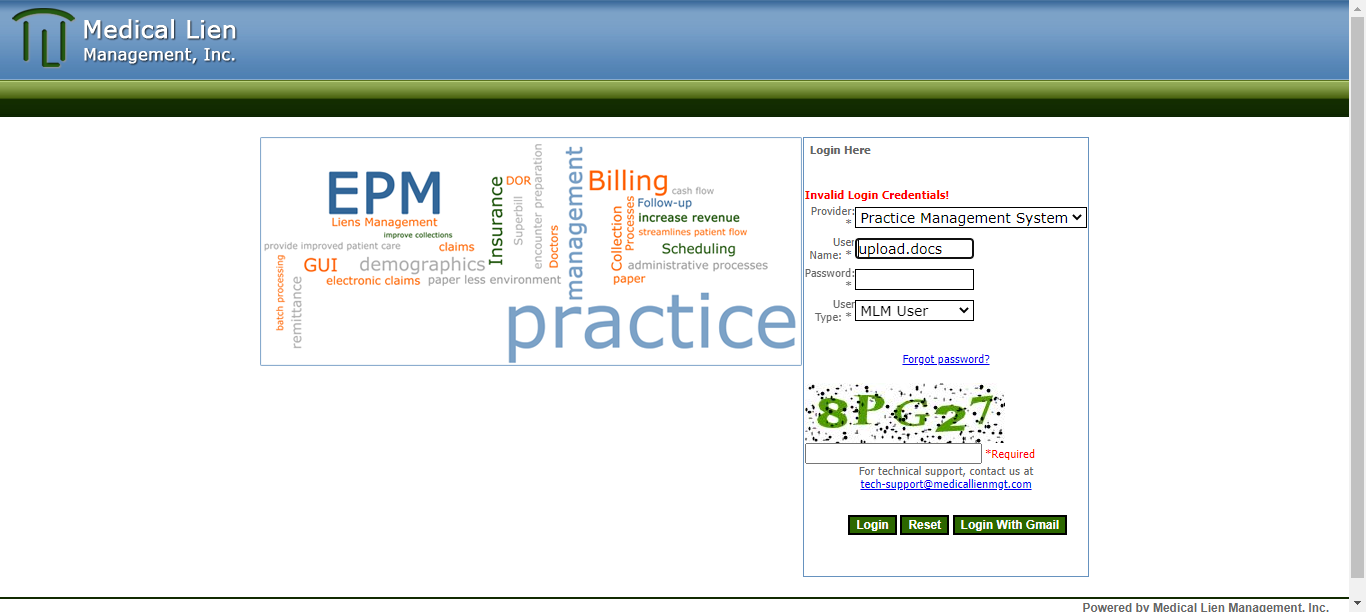 Medical Lien
Management, Inc.
EPM
Liens Management
improve collections
provide improved patient care
claims
GUI
demographics
electronic claims
paper less environment
batch processing
remittance
Insurance
DOR
Superbill
encounter preparation
Doctors
management
Billing
cash flow
Follow-up
increase revenue
streamlines patient flow
Collection
Processes
Scheduling
administrative processes
paper
practice
Login Here
Invalid Login Credentials!
Provider: * Practice Management System
User Name: * upload.docs
Password: *
User Type: * MLM User
Forgot password?
8PG27
*Required
For technical support, contact us at
tech-support@medicallienmgt.com
Login Reset Login With Gmail
Powered by Medical Lien Management, Inc.